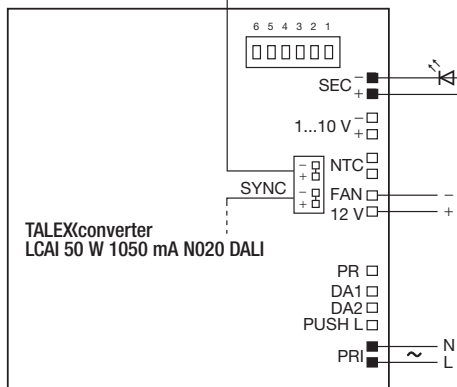 6 5 4 3 2 1
SEC − +
1...10 V − +
− + NTC
SYNC − + FAN −
12 V +
TALEXXconverter
LCAI 50 W 1050 mA N020 DALI
PR
DA1
DA2
PUSH L
PRI ~ N
L